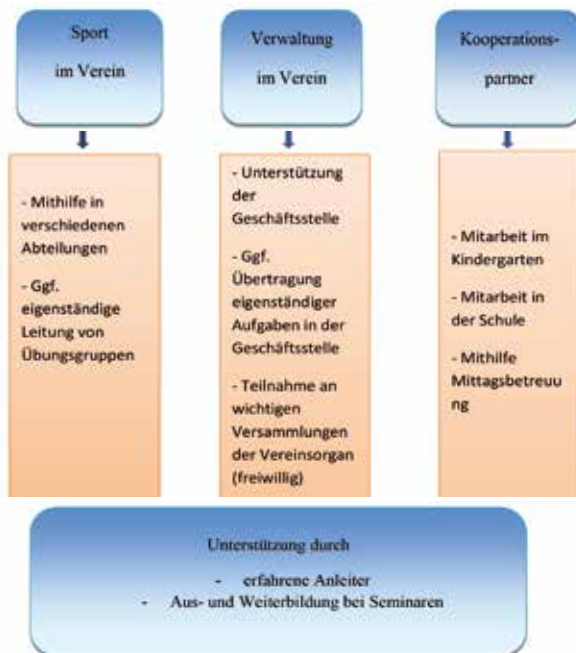 Sport
im Verein
- Mithilfe in
verschiedenen
Abteilungen
- Ggf.
eigenständige
Leitung von
Übungsgruppen
Verwaltung
im Verein
- Unterstützung
der
Geschäftsstelle
- Ggf.
Übertragung
eigenständiger
Aufgaben in der
Geschäftsstelle
- Teilnahme an
wichtigen
Versammlungen
der Vereinsorgan
(freiwillig)
Kooperations-
partner
- Mitarbeit im
Kindergarten
- Mitarbeit in
der Schule
- Mithilfe
Mittagsbetreuu
ng
Unterstützung durch
- erfahrene Anleiter
- Aus- und Weiterbildung bei Seminaren